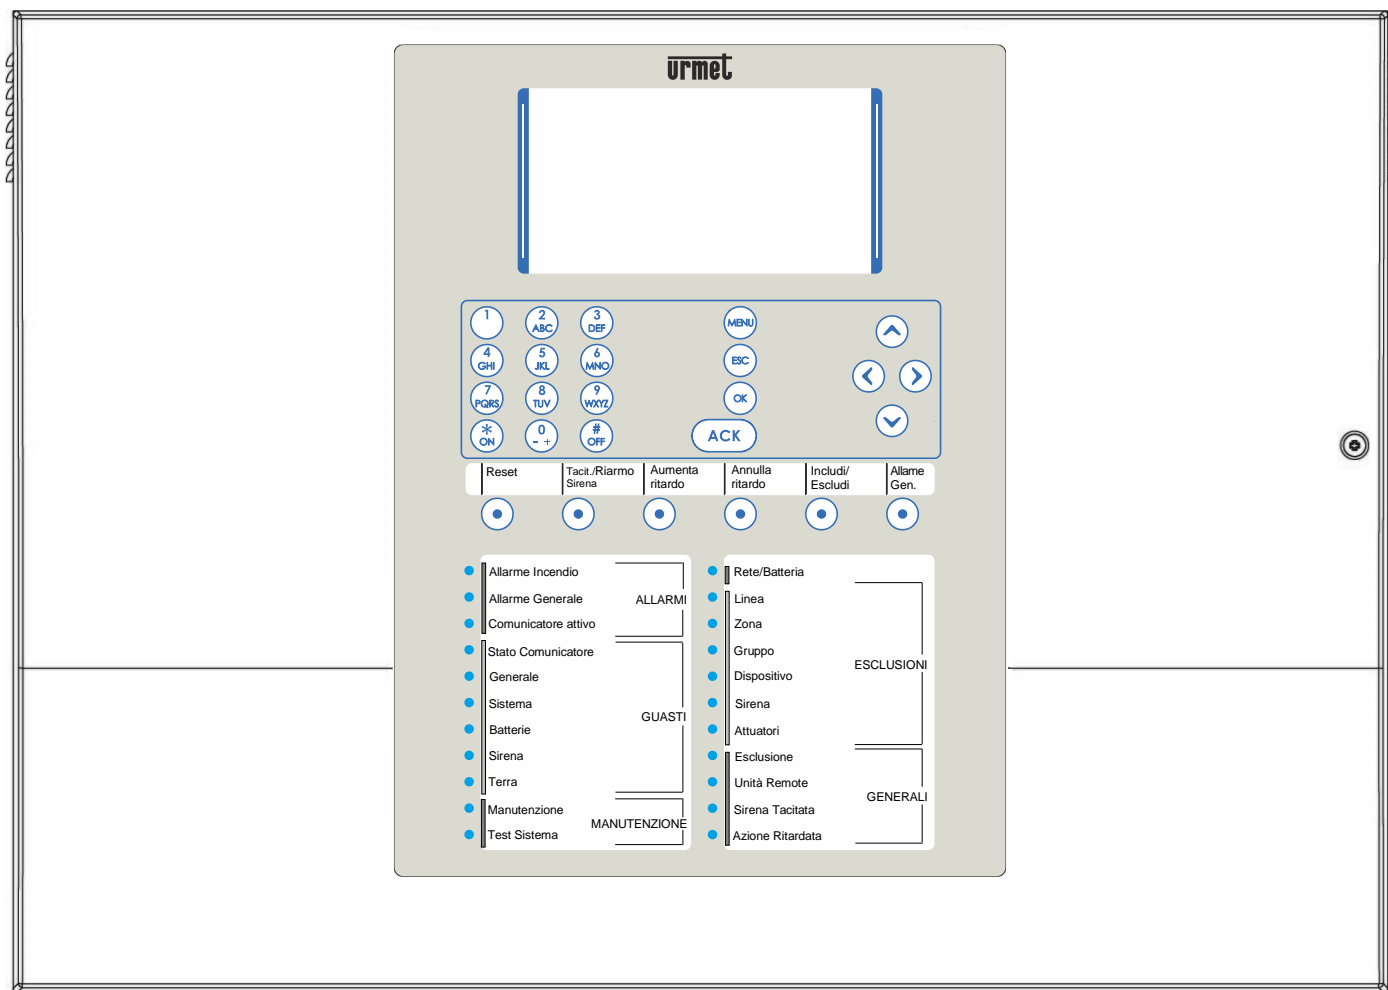 urmet
1
2
ABC
3
DEF
MENU
4
GHI
5
JKL
6
MNO
ESC
7
PQRS
8
TUV
9
WXYZ
OK
*
ON
0
- +
#
OFF
ACK
Reset
Tacit./Riarmo
Sirena
Aumenta
ritardo
Annulla
ritardo
Includi/
Escludi
Allame
Gen.
Allarme Incendio
Allarme Generale
Comunicatore attivo
ALLARMI
Stato Comunicatore
Generale
Sistema
Batterie
Sirena
Terra
GUASTI
Manutenzione
Test Sistema
MANUTENZIONE
Rete/Batteria
Linea
Zona
Gruppo
Dispositivo
Sirena
Attuatori
ESCLUSIONI
Esclusione
Unità Remote
Sirena Tacitata
Azione Ritardata
GENERALI